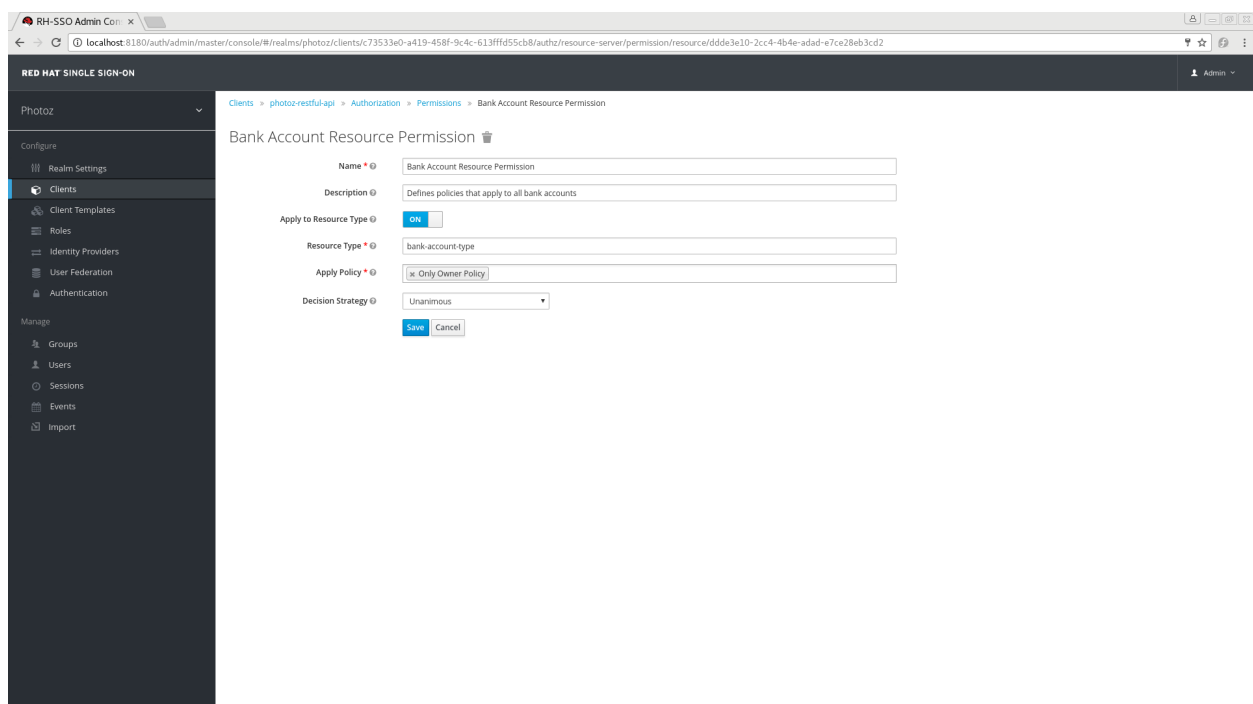 RH-SSO Admin Con
localhost:8180/auth/admin/master/console/#/realms/photoz/clients/c73533e0-a419-458f-9c4c-613fffd55cb8/authz/resource-server/permission/resource/ddde3e10-2cc4-4b4e-adad-e7ce28eb3cd2
RED HAT SINGLE SIGN-ON
Admin
Photoz
Clients » photoz-restful-api » Authorization » Permissions » Bank Account Resource Permission
Bank Account Resource Permission
Configure
Realm Settings
Clients
Client Templates
Roles
Identity Providers
User Federation
Authentication
Manage
Groups
Users
Sessions
Events
Import
Name * Bank Account Resource Permission
Description Defines policies that apply to all bank accounts
Apply to Resource Type ON
Resource Type * bank-account-type
Apply Policy * × Only Owner Policy
Decision Strategy Unanimous
Save Cancel